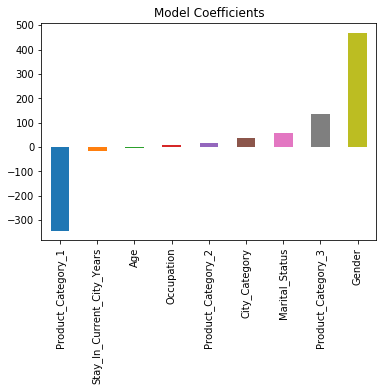 Model Coefficients
500
400
300
200
100
0
−100
−200
−300
Product_Category_1
Stay_In_Current_City_Years
Age
Occupation
Product_Category_2
City_Category
Marital_Status
Product_Category_3
Gender